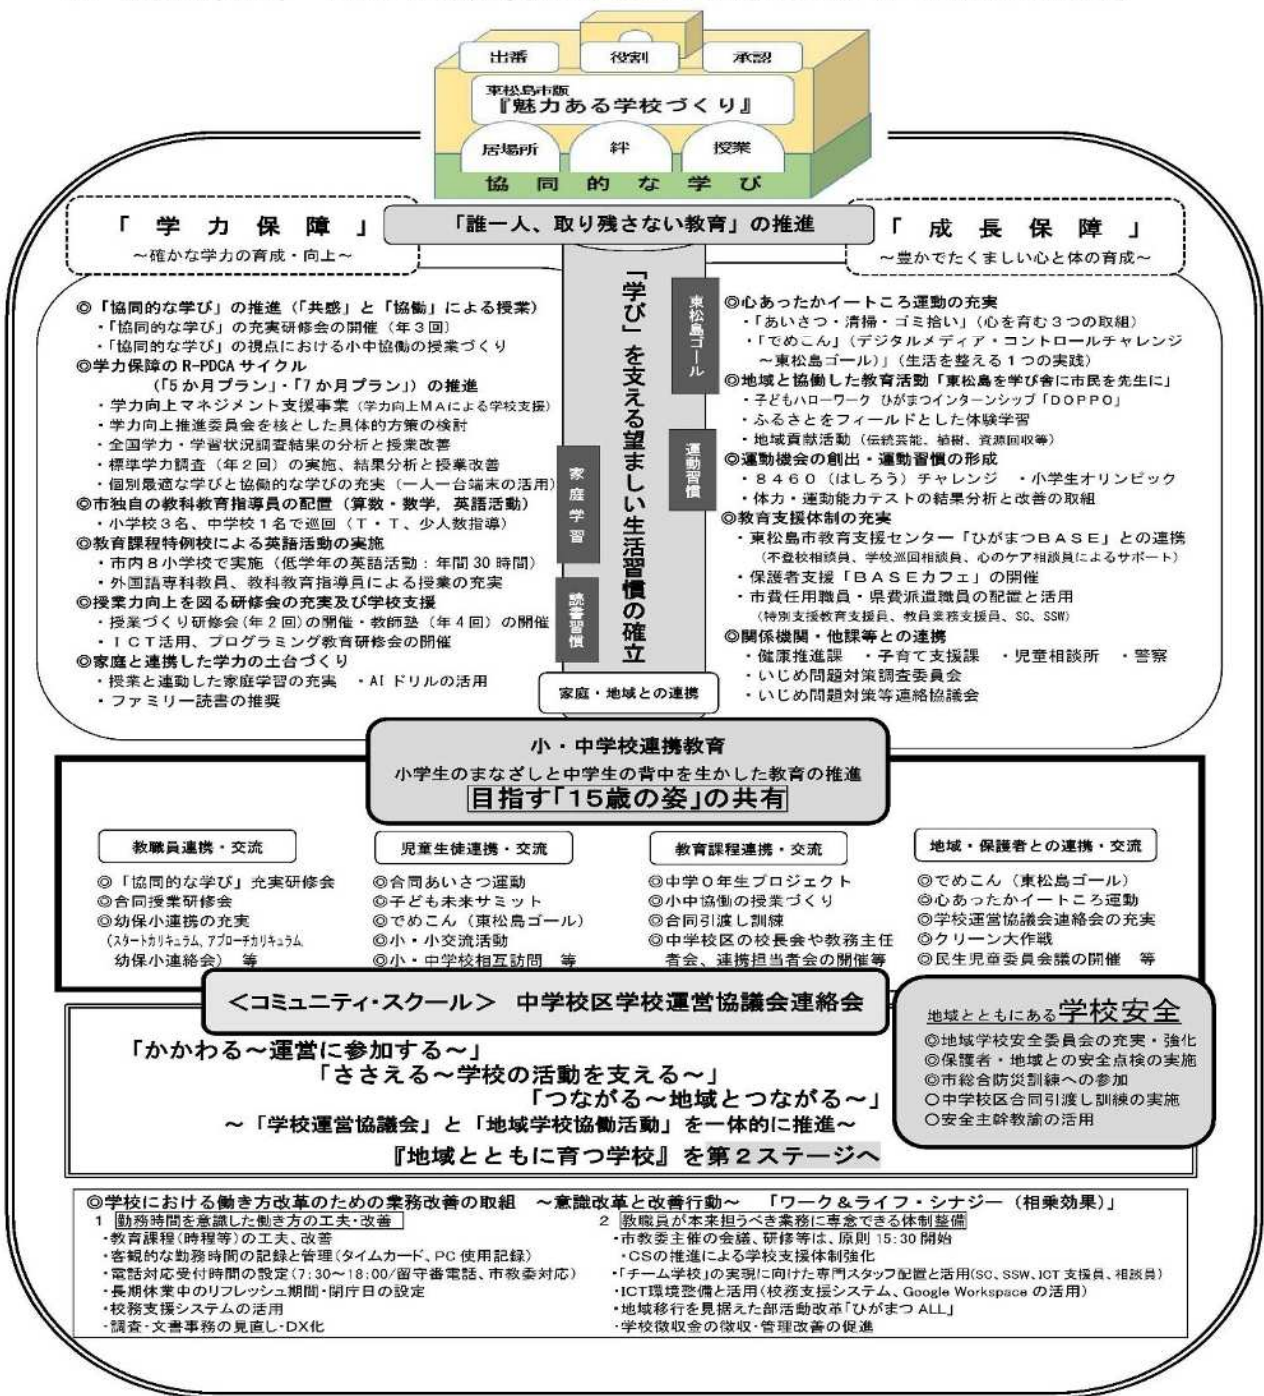 出番
役割
承認
東松島市版
『魅力ある学校づくり』
居場所
絆
授業
協同的な学び
「誰一人、取り残さない教育」の推進
「学力保障」
～確かな学力の育成・向上～
「成長保障」
～豊かでたくましい心と体の育成～
◎「協同的な学び」の推進（「共感」と「協働」による授業）
・「協同的な学び」の充実研修会の開催（年３回）
・「協同的な学び」の視点における小中協働の授業づくり
◎学力保障の R-PDCA サイクル
（「5 か月プラン」・「7 か月プラン」）の推進
・学力向上マネジメント支援事業（学力向上ＭＡによる学校支援）
・学力向上推進委員会を核とした具体的方策の検討
・全国学力・学習状況調査結果の分析と授業改善
・標準学力調査（年２回）の実施、結果分析と授業改善
・個別最適な学びと協働的な学びの充実（一人一台端末の活用）
◎市独自の教科教育指導員の配置（算数・数学，英語活動）
・小学校３名、中学校１名で巡回（Ｔ・Ｔ、少人数指導）
◎教育課程特例校による英語活動の実施
・市内８小学校で実施（低学年の英語活動：年間 30 時間）
・外国語専科教員、教科教育指導員による授業の充実
◎授業力向上を図る研修会の充実及び学校支援
・授業づくり研修会(年２回)の開催・教師塾（年４回）の開催
・ＩＣＴ活用、プログラミング教育研修会の開催
◎家庭と連携した学力の土台づくり
・授業と連動した家庭学習の充実　・AI ドリルの活用
・ファミリー読書の推奨
「学び」を支える望ましい生活習慣の確立
東松島ゴール
運動習慣
家庭学習
読書習慣
家庭・地域との連携
◎心あったかイートころ運動の充実
・「あいさつ・清掃・ゴミ拾い」（心を育む３つの取組）
・「でめこん」（デジタルメディア・コントロールチャレンジ
～東松島ゴール）」（生活を整える１つの実践）
◎地域と協働した教育活動「東松島を学び舎に市民を先生に」
・子どもハローワーク ひがまつインターンシップ「ＤＯＰＰＯ」
・ふるさとをフィールドとした体験学習
・地域貢献活動（伝統芸能、植樹、資源回収等）
◎運動機会の創出・運動習慣の形成
・８４６０（はしろう）チャレンジ　・小学生オリンピック
・体力・運動能力テストの結果分析と改善の取組
◎教育支援体制の充実
・東松島市教育支援センター「ひがまつＢＡＳＥ」との連携
（不登校相談員、学校巡回相談員、心のケア相談員によるサポート）
・保護者支援「ＢＡＳＥカフェ」の開催
・市費任用職員・県費派遣職員の配置と活用
（特別支援教育支援員、教員業務支援員、SC、SSW）
◎関係機関・他課等との連携
・健康推進課　・子育て支援課　・児童相談所　・警察
・いじめ問題対策調査委員会
・いじめ問題対策等連絡協議会
小・中学校連携教育
小学生のまなざしと中学生の背中を生かした教育の推進
目指す「15歳の姿」の共有
教職員連携・交流
◎「協同的な学び」充実研修会
◎合同授業研修会
◎幼保小連携の充実
（スタートカリキュラム、アプローチカリキュラム
幼保小連絡会）　等
児童生徒連携・交流
◎合同あいさつ運動
◎子ども未来サミット
◎でめこん（東松島ゴール）
◎小・小交流活動
◎小・中学校相互訪問　等
教育課程連携・交流
◎中学０年生プロジェクト
◎小中協働の授業づくり
◎合同引渡し訓練
◎中学校区の校長会や教務主任
者会、連携担当者会の開催等
地域・保護者との連携・交流
◎でめこん（東松島ゴール）
◎心あったかイートころ運動
◎学校運営協議会連絡会の充実
◎クリーン大作戦
◎民生児童委員会議の開催　等
＜コミュニティ・スクール＞　中学校区学校運営協議会連絡会
「かかわる～運営に参加する～」
「ささえる～学校の活動を支える～」
「つながる～地域とつながる～」
～「学校運営協議会」と「地域学校協働活動」を一体的に推進～
『地域とともに育つ学校』を第２ステージへ
地域とともにある学校安全
◎地域学校安全委員会の充実・強化
◎保護者・地域との安全点検の実施
◎市総合防災訓練への参加
○中学校区合同引渡し訓練の実施
○安全主幹教諭の活用
◎学校における働き方改革のための業務改善の取組　～意識改革と改善行動～　「ワーク＆ライフ・シナジー（相乗効果）」
1　勤務時間を意識した働き方の工夫・改善
・教育課程（時程等）の工夫、改善
・客観的な勤務時間の記録と管理（タイムカード、PC 使用記録）
・電話対応受付時間の設定（7:30～18:00/留守番電話、市教委対応）
・長期休業中のリフレッシュ期間・閉庁日の設定
・校務支援システムの活用
・調査・文書事務の見直し・DX化
2　教職員が本来担うべき業務に専念できる体制整備
・市教委主催の会議、研修等は、原則 15:30 開始
・CSの推進による学校支援体制強化
・「チーム学校」の実現に向けた専門スタッフ配置と活用(SC、SSW、ICT 支援員、相談員）
・ICT環境整備と活用（校務支援システム、Google Workspace の活用）
・地域移行を見据えた部活動改革「ひがまつ ALL」
・学校徴収金の徴収・管理改善の促進